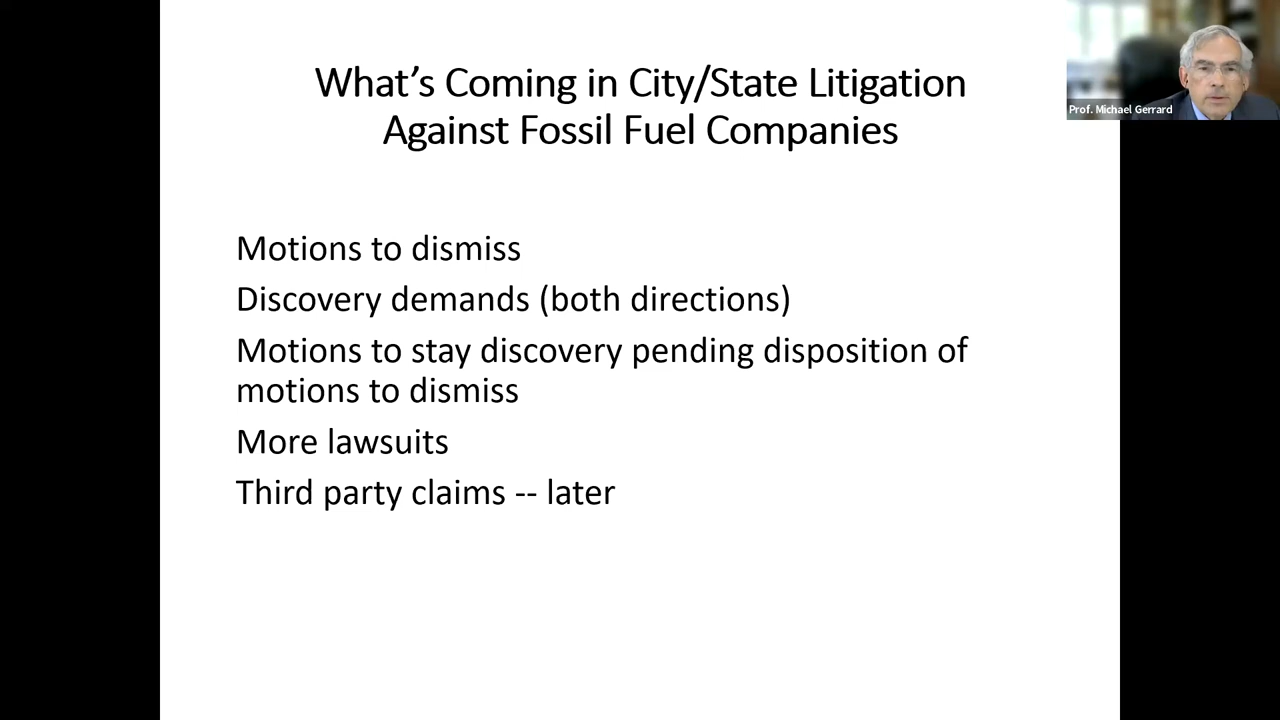 What’s Coming in City/State Litigation
Against Fossil Fuel Companies
Prof. Michael Gerrard
Motions to dismiss
Discovery demands (both directions)
Motions to stay discovery pending disposition of
motions to dismiss
More lawsuits
Third party claims -- later